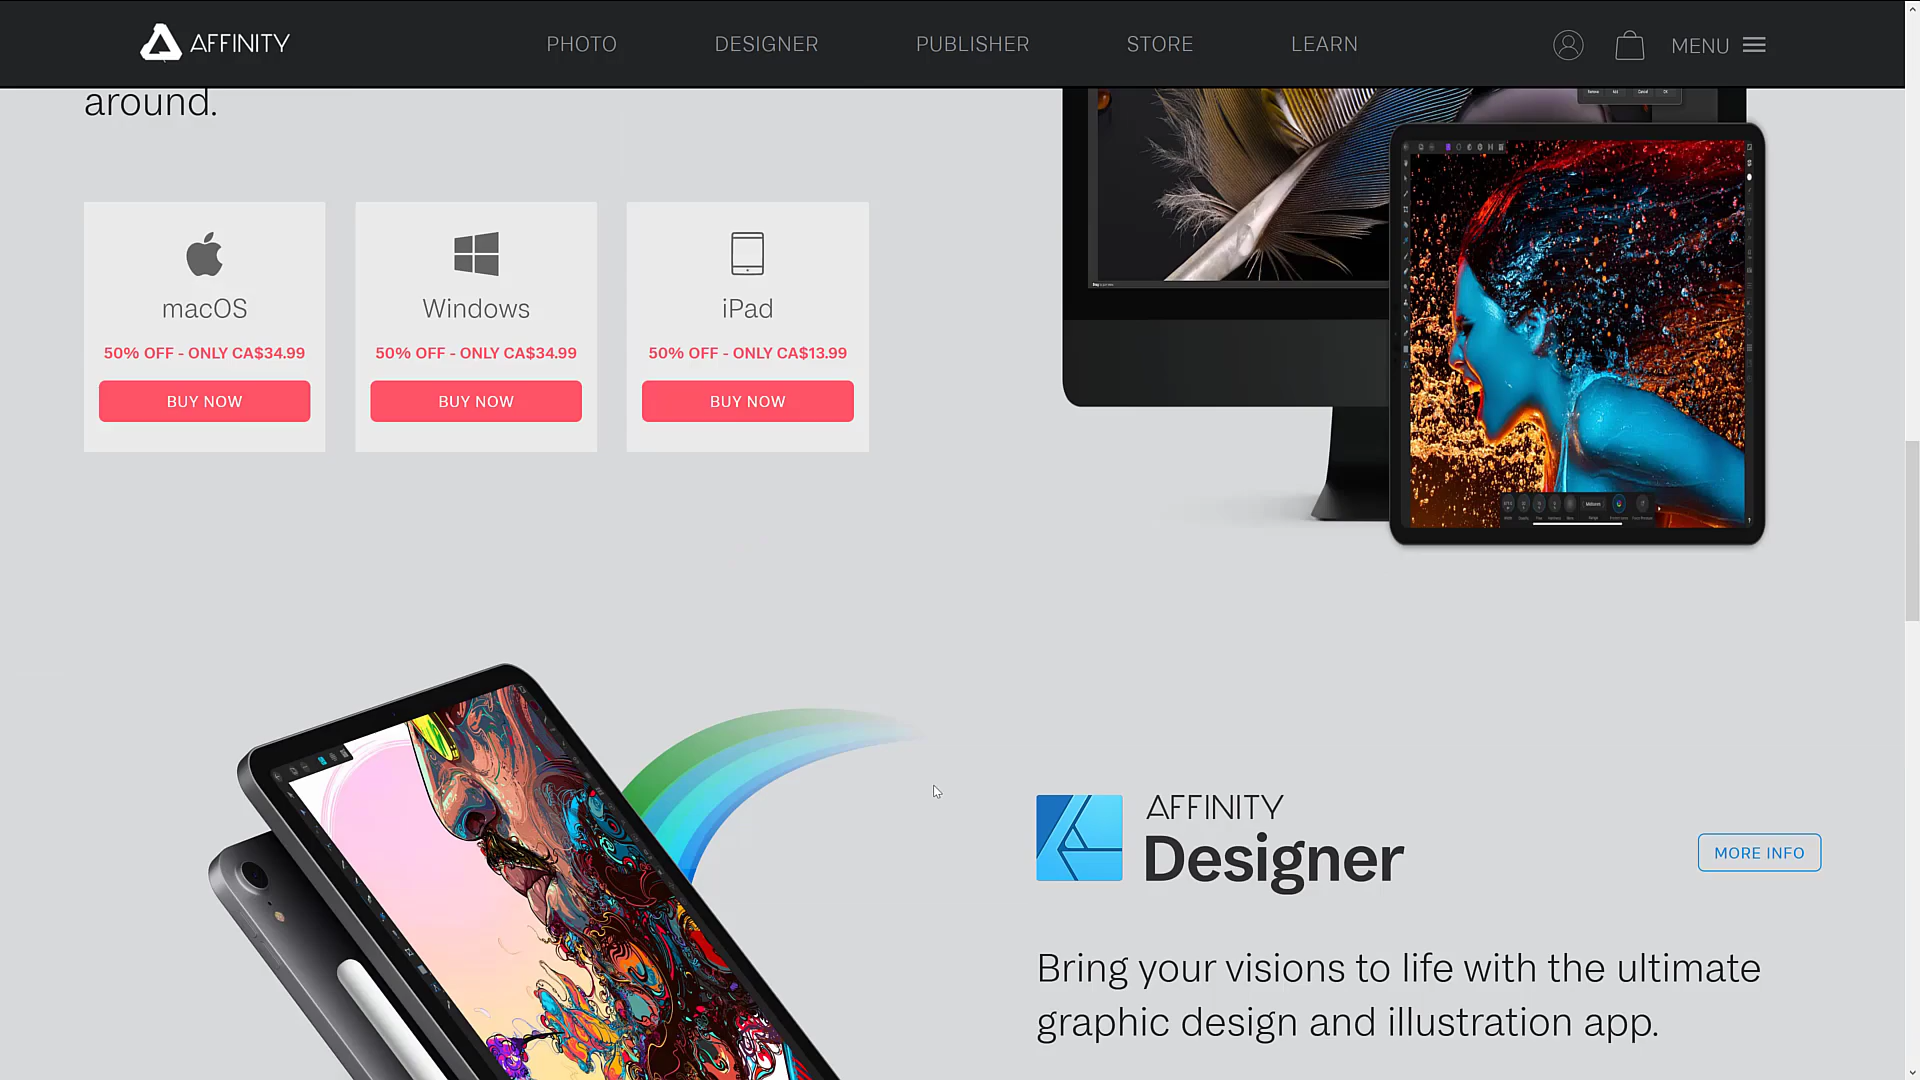 AFFINITY PHOTO DESIGNER PUBLISHER STORE LEARN MENU
around.
macOS
50% OFF - ONLY CA$34.99
BUY NOW
Windows
50% OFF - ONLY CA$34.99
BUY NOW
iPad
50% OFF - ONLY CA$13.99
BUY NOW
AFFINITY
Designer
MORE INFO
Bring your visions to life with the ultimate
graphic design and illustration app.